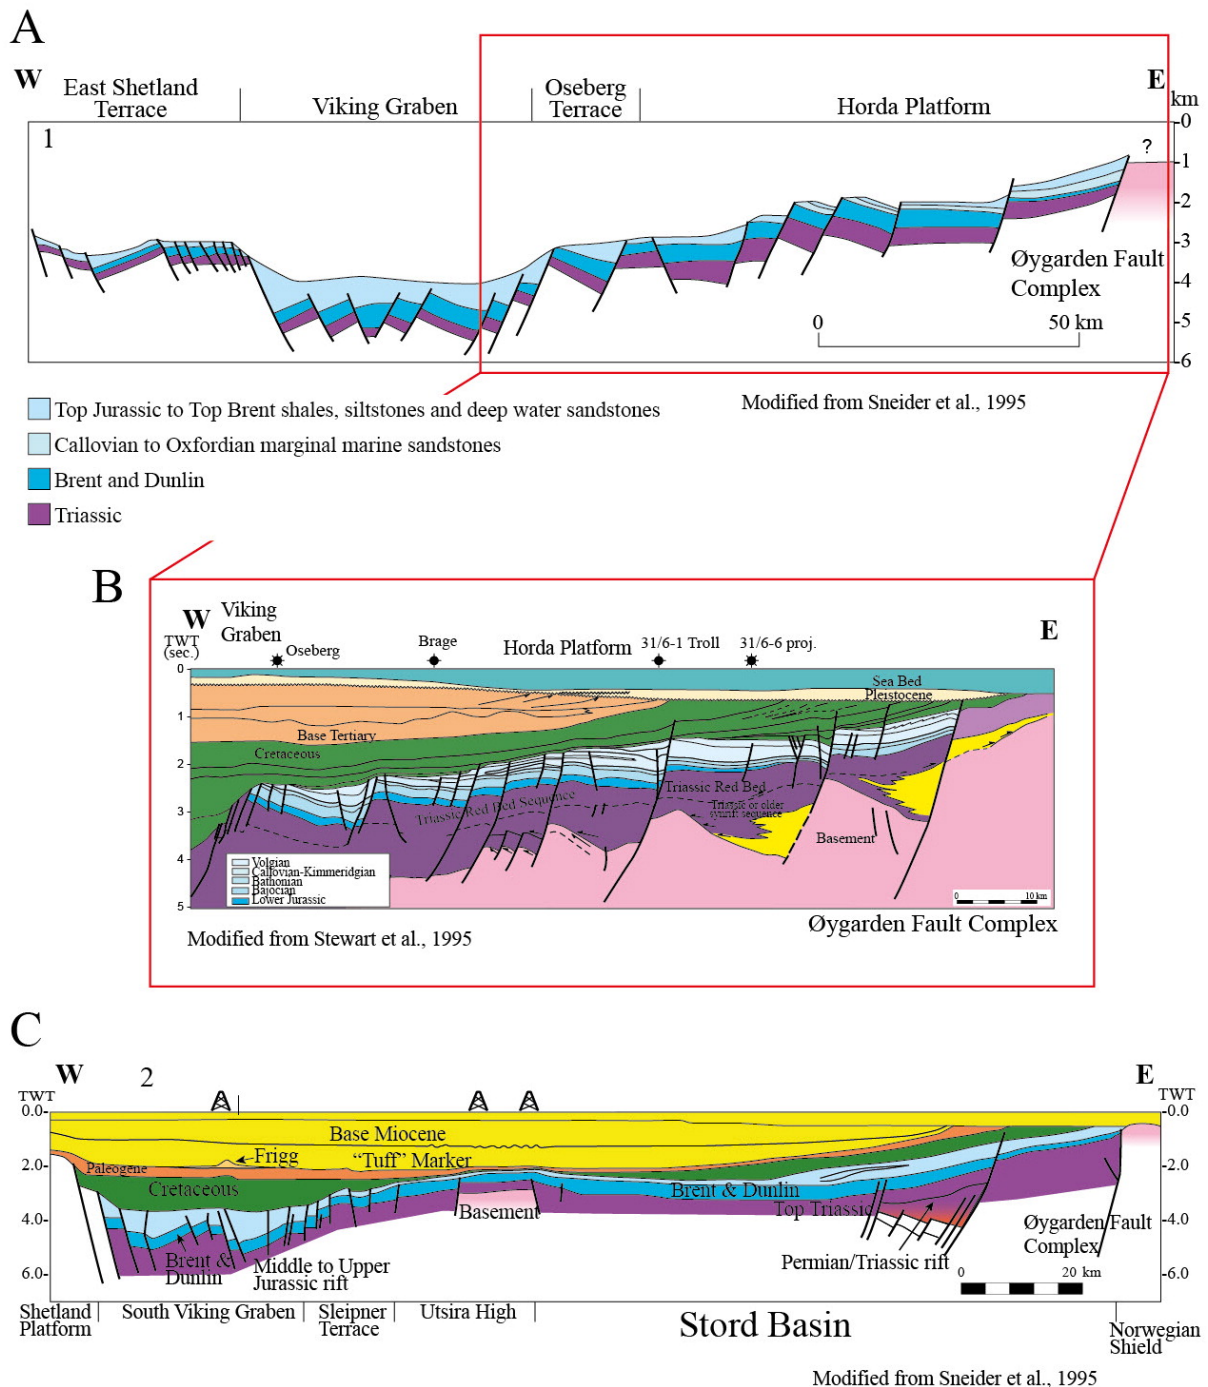 A
W
E
East Shetland
Terrace
Viking Graben
Oseberg
Terrace
Horda Platform
km
1
0
1
2
3
4
5
6
?
Øygarden Fault
Complex
0 50 km
Modified from Sneider et al., 1995
Top Jurassic to Top Brent shales, siltstones and deep water sandstones
Callovian to Oxfordian marginal marine sandstones
Brent and Dunlin
Triassic
B
W
E
Viking
Graben
TWT
(sec.)
Oseberg
Brage
Horda Platform
31/6-1 Troll
31/6-6 proj.
0
1
2
3
4
5
Sea Bed
Pleistocene
Base Tertiary
Cretaceous
Triassic Red Bed
Triassic Red Bed Sequence
Triassic or older
synrift sequence
Basement
Volgian
Callovian-Kimmeridgian
Bathonian
Bajocian
Lower Jurassic
0 10 km
Modified from Stewart et al., 1995
Øygarden Fault Complex
C
W
2
E
TWT
TWT
0.0
2.0
4.0
6.0
0.0
2.0
4.0
6.0
Base Miocene
Frigg
"Tuff" Marker
Paleogene
Cretaceous
Brent & Dunlin
Top Triassic
Basement
Brent &
Dunlin
Middle to Upper
Jurassic rift
Permian/Triassic rift
Øygarden Fault
Complex
0 20 km
Shetland
Platform
South Viking Graben
Sleipner
Terrace
Utsira High
Stord Basin
Norwegian
Shield
Modified from Sneider et al., 1995